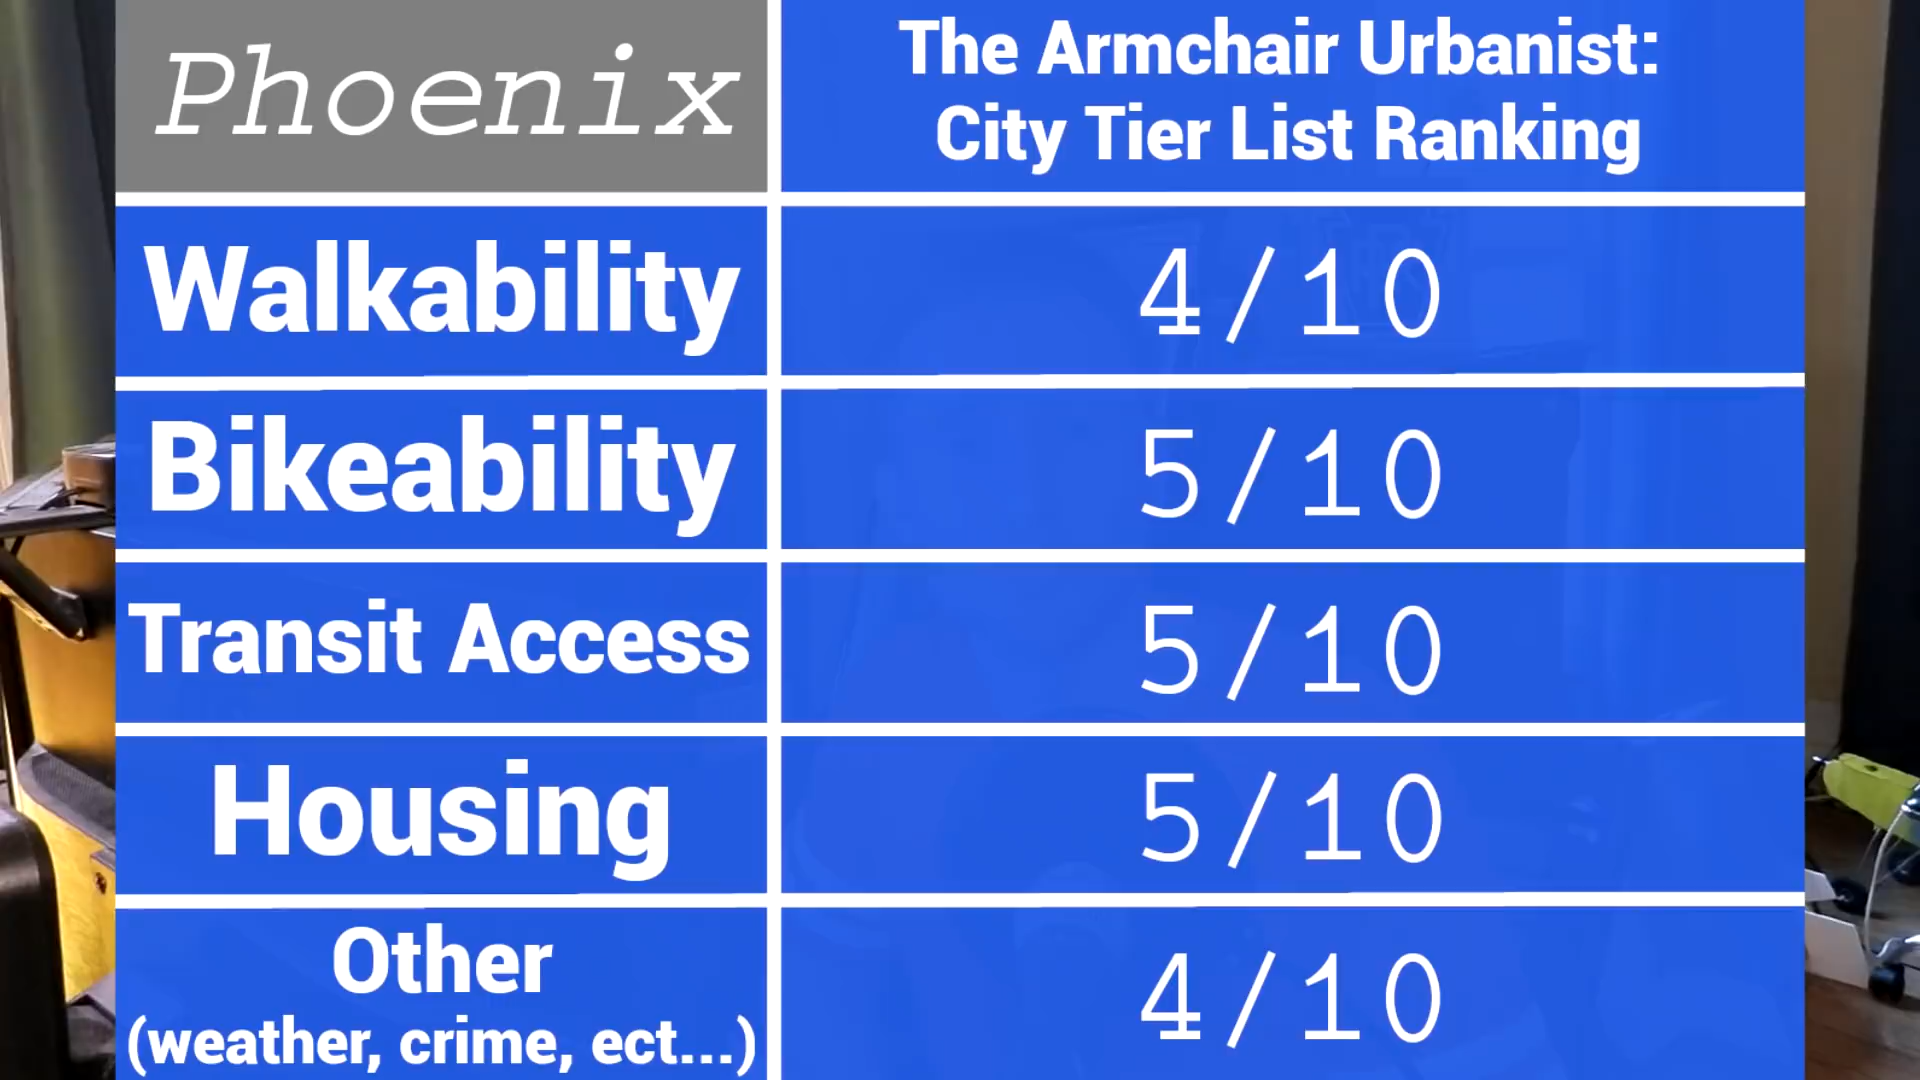 Phoenix
The Armchair Urbanist:
City Tier List Ranking
Walkability
4/10
Bikeability
5/10
Transit Access
5/10
Housing
5/10
Other
(weather, crime, ect...)
4/10